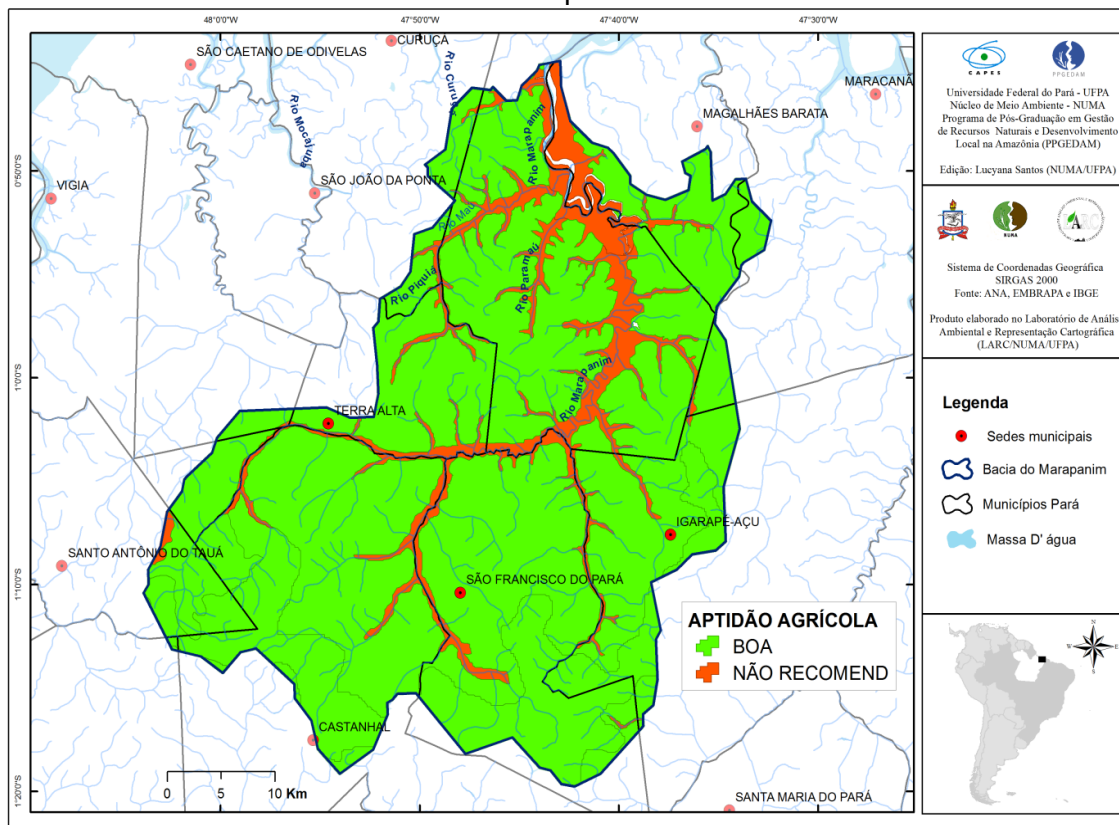 48°0'0"W
47°50'0"W
47°40'0"W
47°30'0"W
0°50'0"S
1°0'0"S
1°10'0"S
1°20'0"S
CURUÇÁ
SÃO CAETANO DE ODIVELAS
Rio Curuçá
MARACANÃ
Rio Mocajuba
MAGALHÃES BARATA
Rio Marapanim
VIGIA
SÃO JOÃO DA PONTA
Rio Maú
Rio Paramaú
Rio Piquiá
Rio Marapanim
TERRA ALTA
IGARAPÉ-AÇU
SANTO ANTÔNIO DO TAUÁ
SÃO FRANCISCO DO PARÁ
CASTANHAL
SANTA MARIA DO PARÁ
APTIDÃO AGRÍCOLA
BOA
NÃO RECOMEND
0 5 10 Km
CAPES
PPGEDAM
Universidade Federal do Pará - UFPA
Núcleo de Meio Ambiente - NUMA
Programa de Pós-Graduação em Gestão
de Recursos Naturais e Desenvolvimento
Local na Amazônia (PPGEDAM)
Edição: Lucyana Santos (NUMA/UFPA)
NUMA
Sistema de Coordenadas Geográfica
SIRGAS 2000
Fonte: ANA, EMBRAPA e IBGE
Produto elaborado no Laboratório de Anális
Ambiental e Representação Cartográfica
(LARC/NUMA/UFPA)
Legenda
Sedes municipais
Bacia do Marapanim
Municípios Pará
Massa D' água
N
W
E
S